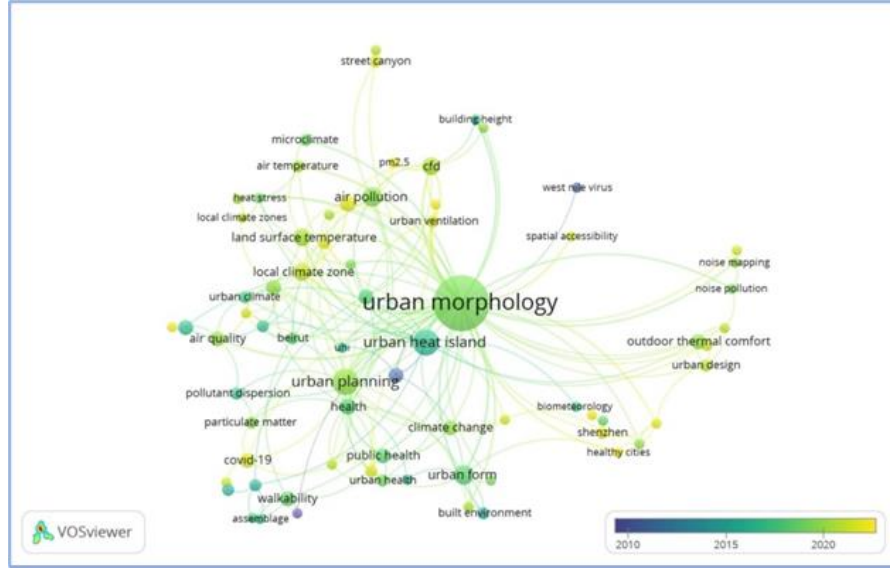 street canyon
building height
microclimate
air temperature
pm2.5
cfd
west nile virus
heat stress
air pollution
local climate zones
urban ventilation
land surface temperature
spatial accessibility
local climate zone
noise mapping
urban climate
noise pollution
urban morphology
air quality
beirut
uhi
urban heat island
outdoor thermal comfort
urban design
urban planning
pollutant dispersion
health
biometeorology
particulate matter
climate change
shenzhen
healthy cities
covid-19
public health
urban health
urban form
walkability
assemblage
built environment
VOSviewer
2010
2015
2020